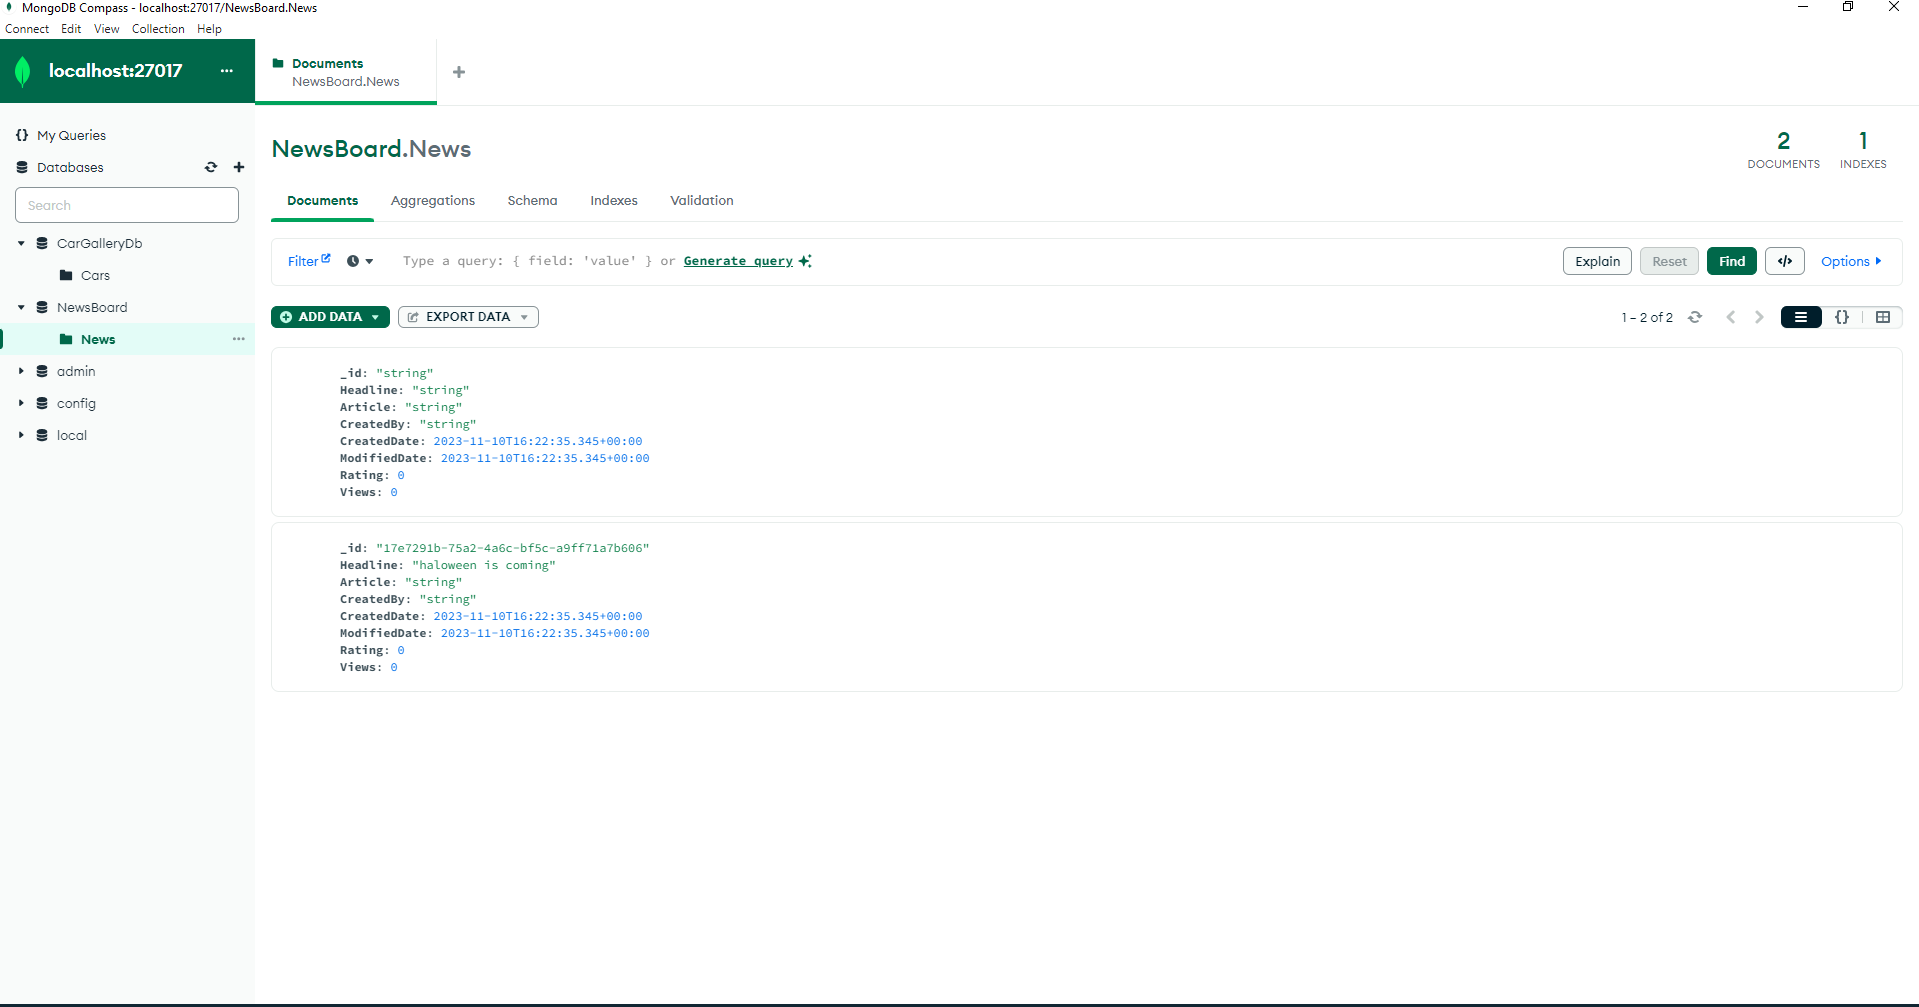 MongoDB Compass - localhost:27017/NewsBoard.News
Connect Edit View Collection Help
localhost:27017
Documents
NewsBoard.News
{} My Queries
Databases
Search
CarGalleryDb
Cars
NewsBoard
News
admin
config
local
NewsBoard.News
2
DOCUMENTS
1
INDEXES
Documents Aggregations Schema Indexes Validation
Filter Type a query: { field: 'value' } or Generate query Explain Reset Find </> Options
ADD DATA EXPORT DATA 1 – 2 of 2 {}
_id: "string"
Headline: "string"
Article: "string"
CreatedBy: "string"
CreatedDate: 2023-11-10T16:22:35.345+00:00
ModifiedDate: 2023-11-10T16:22:35.345+00:00
Rating: 0
Views: 0
_id: "17e7291b-75a2-4a6c-bf5c-a9ff71a7b606"
Headline: "haloween is coming"
Article: "string"
CreatedBy: "string"
CreatedDate: 2023-11-10T16:22:35.345+00:00
ModifiedDate: 2023-11-10T16:22:35.345+00:00
Rating: 0
Views: 0